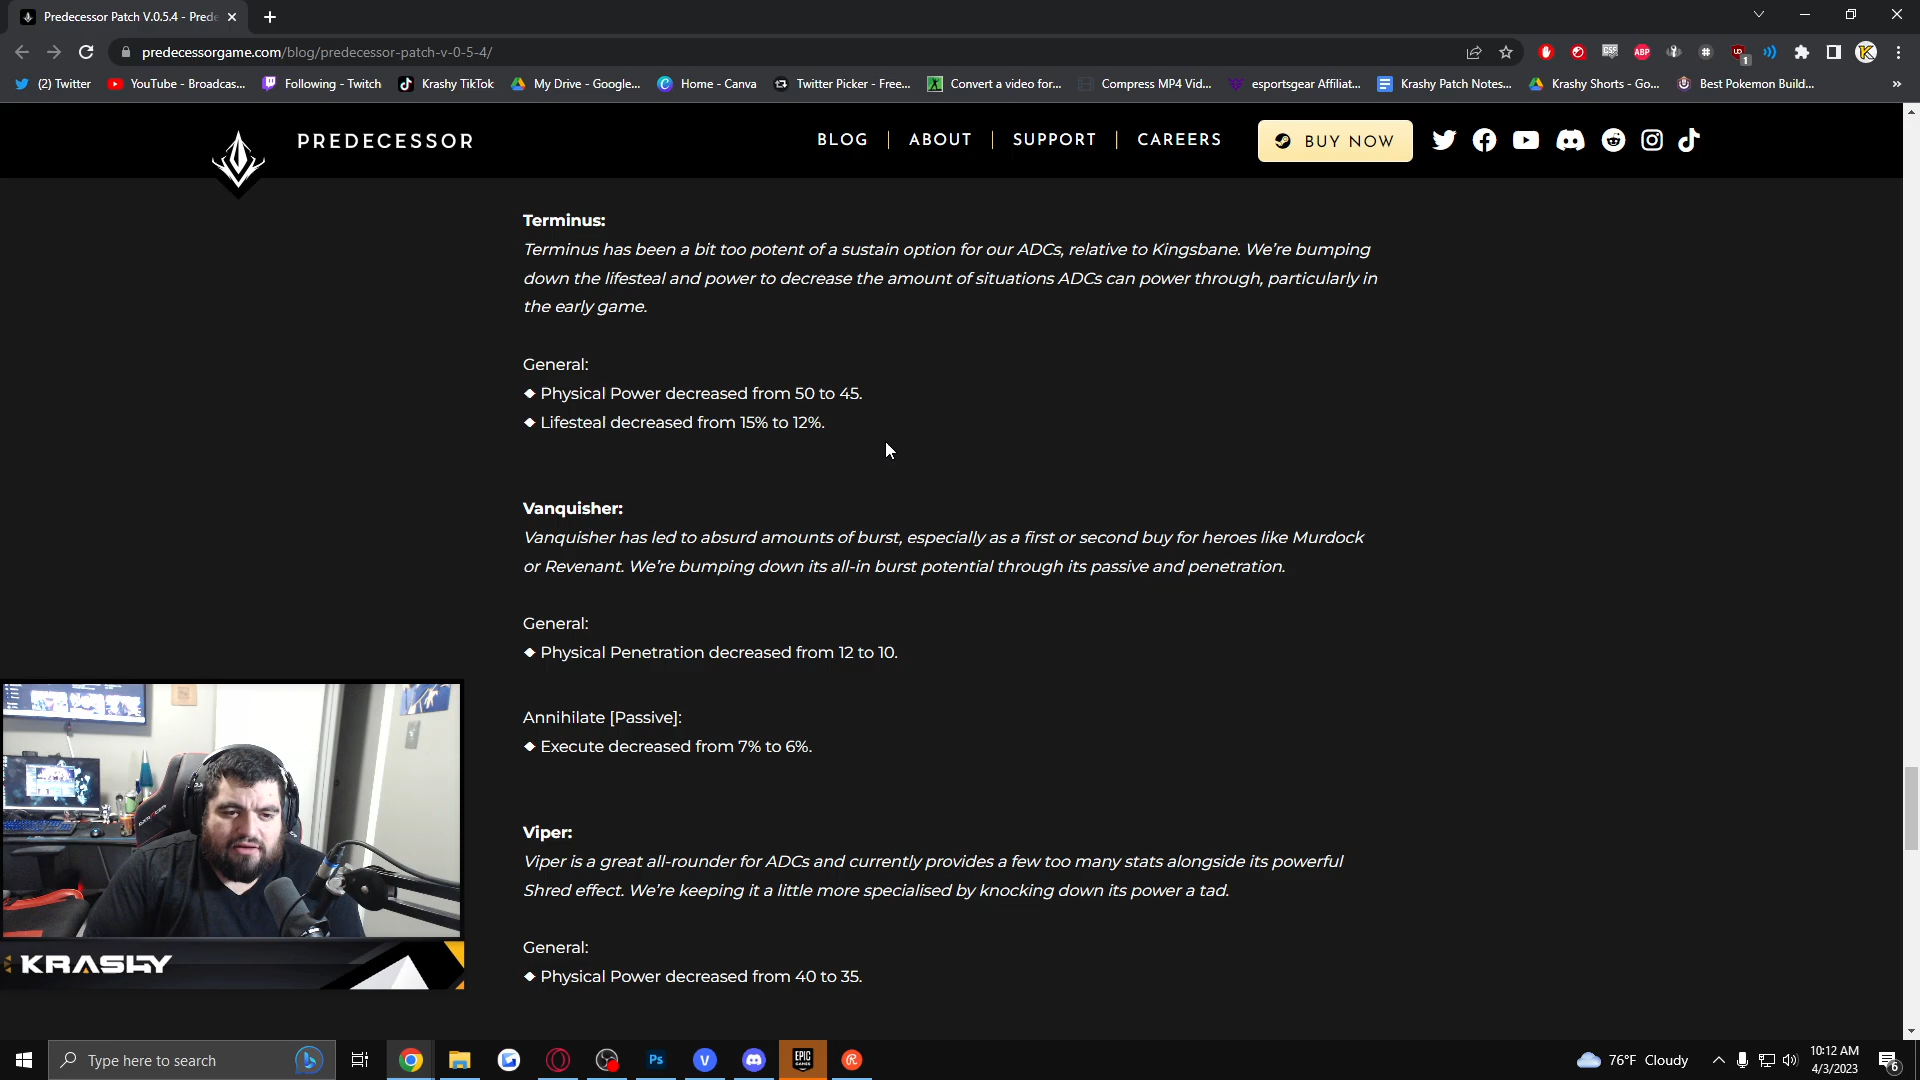 Predecessor Patch V.0.5.4 - Prede
predecessorgame.com/blog/predecessor-patch-v-0-5-4/
(2) Twitter YouTube - Broadcas... Following - Twitch Krashy TikTok My Drive - Google... Home - Canva Twitter Picker - Free... Convert a video for... Compress MP4 Vid... esportsgear Affiliat... Krashy Patch Notes... Krashy Shorts - Go... Best Pokemon Build... »
PREDECESSOR BLOG | ABOUT | SUPPORT | CAREERS BUY NOW
Terminus:
Terminus has been a bit too potent of a sustain option for our ADCs, relative to Kingsbane. We're bumping
down the lifesteal and power to decrease the amount of situations ADCs can power through, particularly in
the early game.
General:
◆ Physical Power decreased from 50 to 45.
◆ Lifesteal decreased from 15% to 12%.
Vanquisher:
Vanquisher has led to absurd amounts of burst, especially as a first or second buy for heroes like Murdock
or Revenant. We're bumping down its all-in burst potential through its passive and penetration.
General:
◆ Physical Penetration decreased from 12 to 10.
Annihilate [Passive]:
◆ Execute decreased from 7% to 6%.
Viper:
Viper is a great all-rounder for ADCs and currently provides a few too many stats alongside its powerful
Shred effect. We're keeping it a little more specialised by knocking down its power a tad.
General:
◆ Physical Power decreased from 40 to 35.
KRASHY
Type here to search
Ps
V
EPIC GAMES
76°F Cloudy
10:12 AM
4/3/2023
6